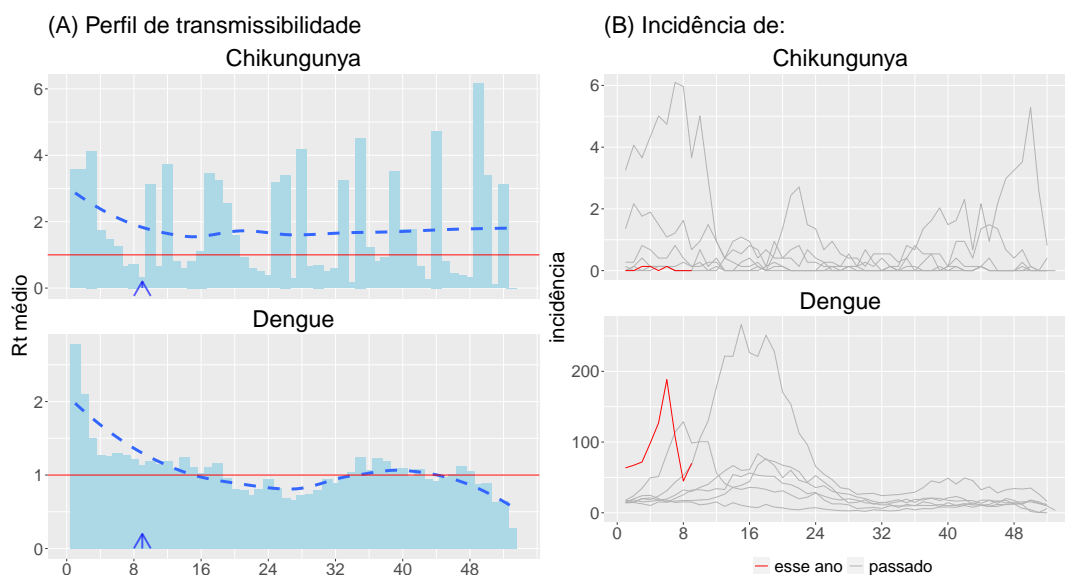 (A) Perfil de transmissibilidade
Chikungunya
6
4
2
0
Dengue
2
1
0
0 8 16 24 32 40 48
Rt médio
(B) Incidência de:
Chikungunya
6
4
2
0
Dengue
200
100
0
0 8 16 24 32 40 48
incidência
esse ano passado